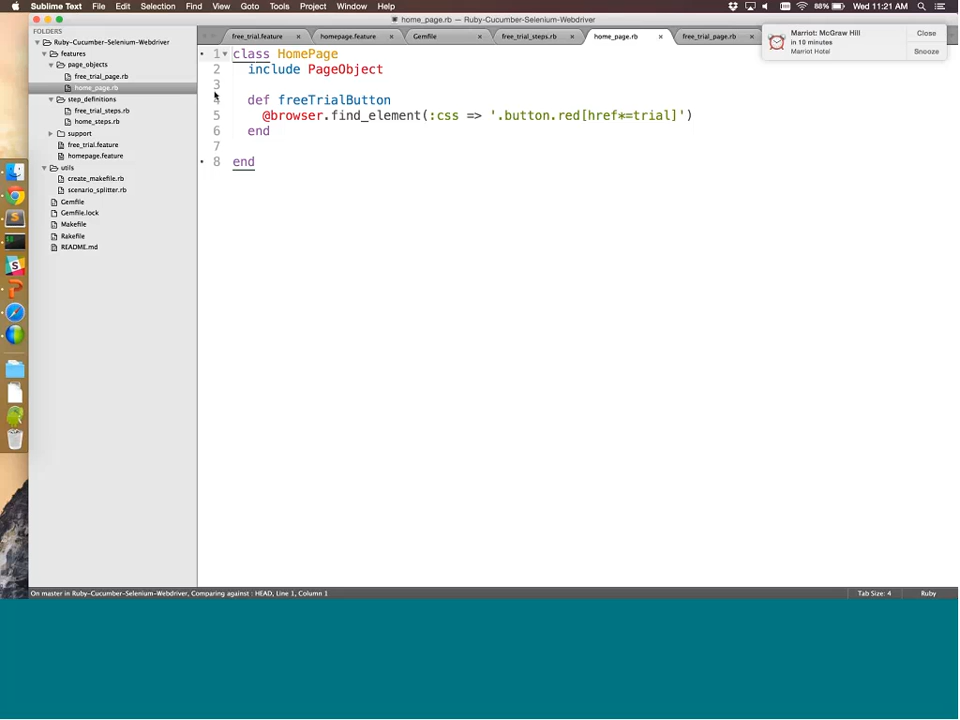 Sublime Text File Edit Selection Find View Goto Tools Project Window Help 88% Wed 11:21 AM
home_page.rb — Ruby-Cucumber-Selenium-Webdriver
FOLDERS
Ruby-Cucumber-Selenium-Webdriver
features
page_objects
free_trial_page.rb
home_page.rb
step_definitions
free_trial_steps.rb
home_steps.rb
support
free_trial.feature
homepage.feature
utils
create_makefile.rb
scenario_splitter.rb
Gemfile
Gemfile.lock
Makefile
Rakefile
README.md
free_trial.feature homepage.feature Gemfile free_trial_steps.rb home_page.rb free_trial_page.rb
1 class HomePage
2 include PageObject
3
4 def freeTrialButton
5 @browser.find_element(:css => '.button.red[href*=trial]')
6 end
7
8 end
Marriot: McGraw Hill
in 10 minutes
Marriot Hotel
Close
Snooze
On master in Ruby-Cucumber-Selenium-Webdriver, Comparing against : HEAD, Line 1, Column 1 Tab Size: 4 Ruby